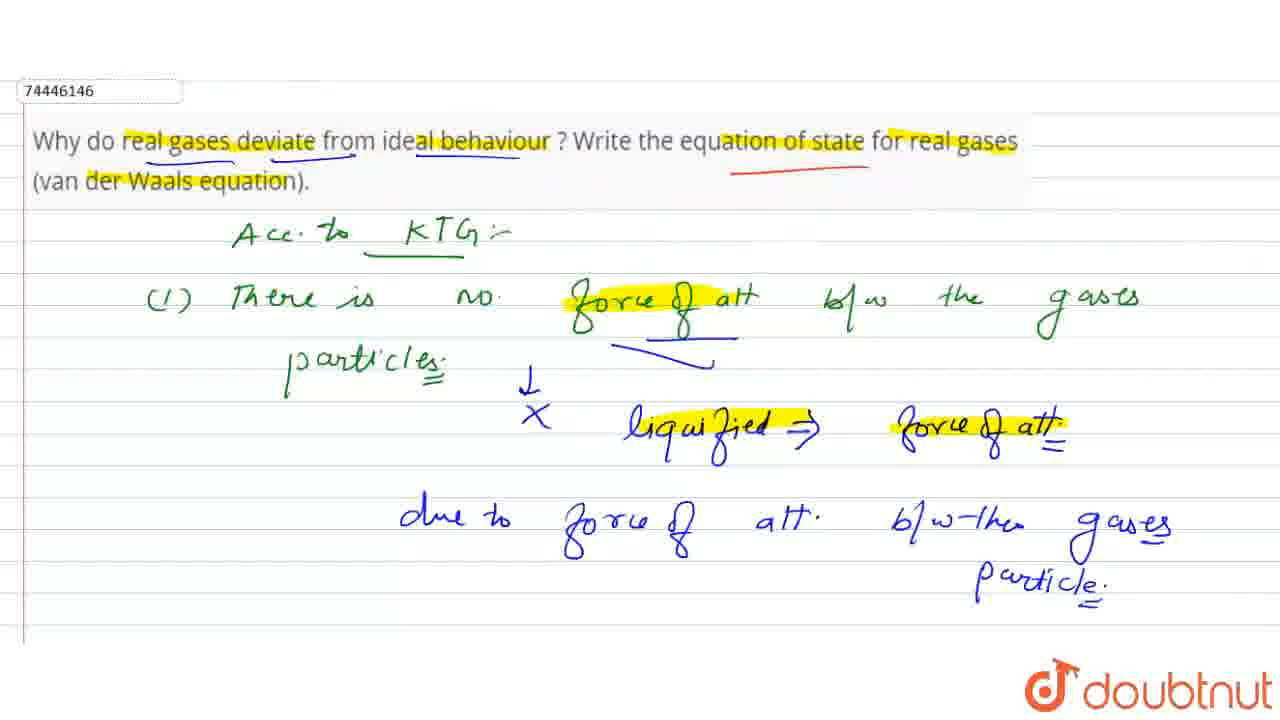 74446146
Why do real gases deviate from ideal behaviour ? Write the equation of state for real gases
(van der Waals equation).
Acc. to KTG :-
(1) There is no. force of att b/w the gases
particles.
↓
X liquified ⇒ force of att.
due to force of att. b/w the gases
particle.
doubtnut